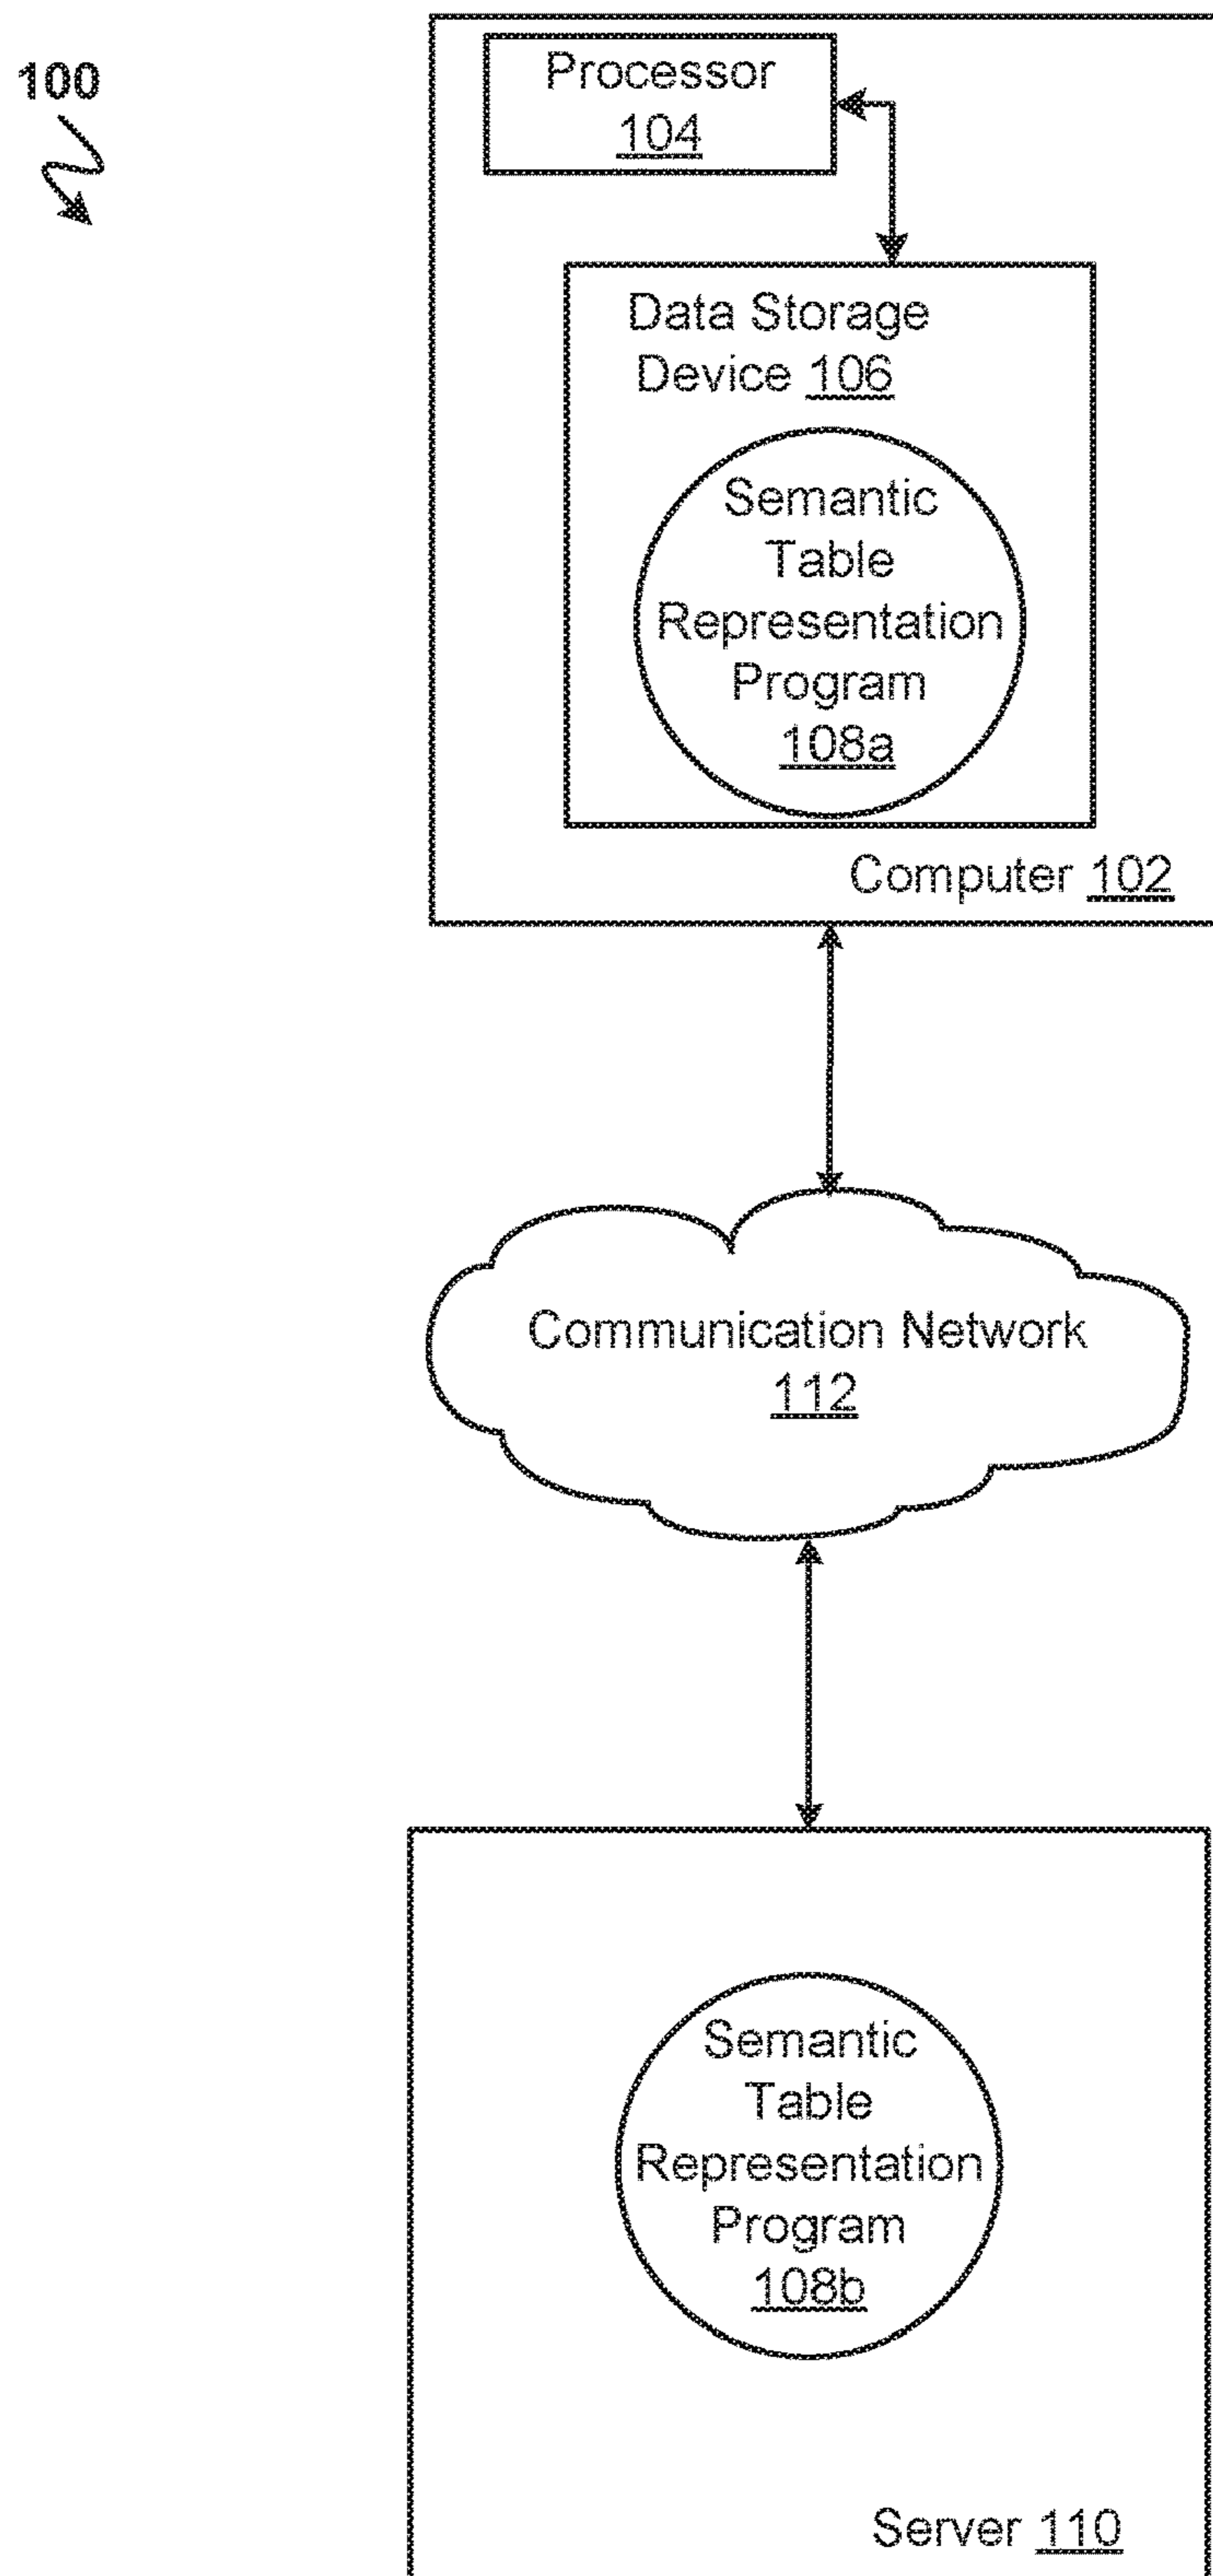 100
Processor
104
Data Storage
Device 106
Semantic
Table
Representation
Program
108a
Computer 102
Communication Network
112
Semantic
Table
Representation
Program
108b
Server 110